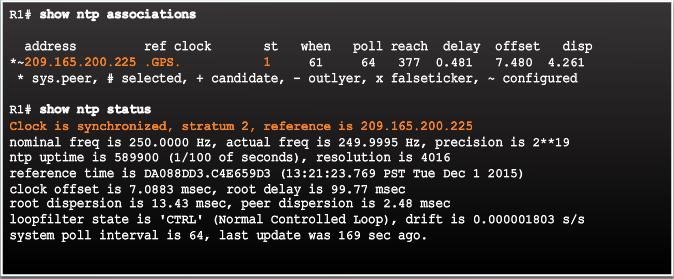 R1# show ntp associations
address ref clock st when poll reach delay offset disp
*~209.165.200.225 .GPS. 1 61 64 377 0.481 7.480 4.261
* sys.peer, # selected, + candidate, - outlyer, x falseticker, ~ configured
R1# show ntp status
Clock is synchronized, stratum 2, reference is 209.165.200.225
nominal freq is 250.0000 Hz, actual freq is 249.9995 Hz, precision is 2**19
ntp uptime is 589900 (1/100 of seconds), resolution is 4016
reference time is DA088DD3.C4E659D3 (13:21:23.769 PST Tue Dec 1 2015)
clock offset is 7.0883 msec, root delay is 99.77 msec
root dispersion is 13.43 msec, peer dispersion is 2.48 msec
loopfilter state is 'CTRL' (Normal Controlled Loop), drift is 0.000001803 s/s
system poll interval is 64, last update was 169 sec ago.